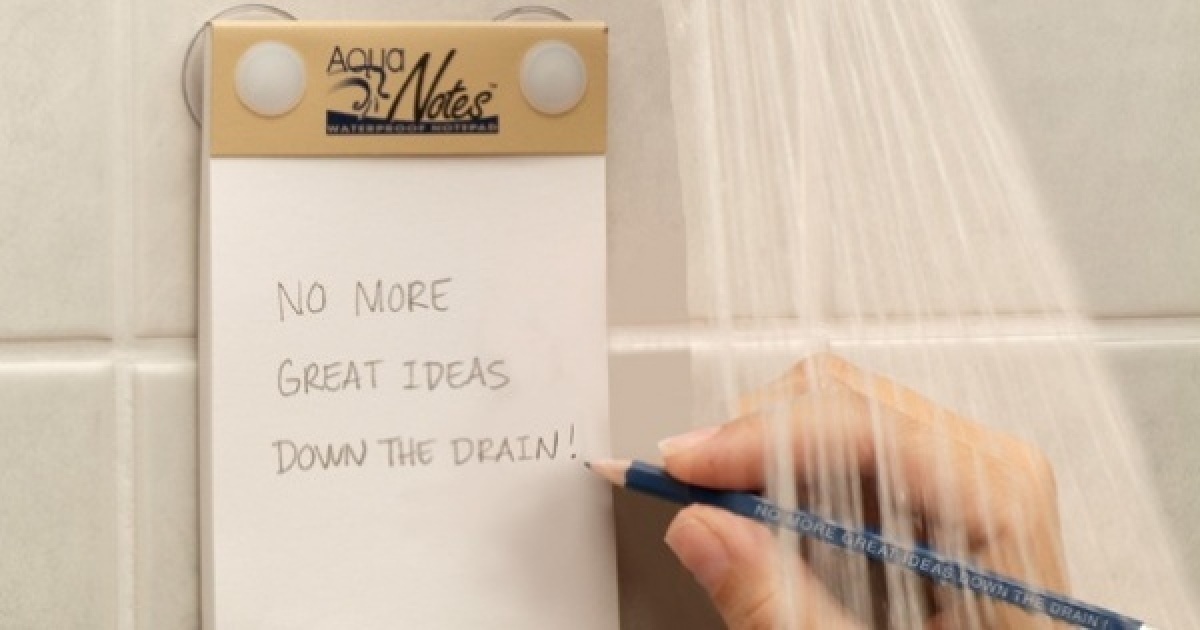 Aqua
Notes™
WATERPROOF NOTEPAD
NO MORE
GREAT IDEAS
DOWN THE DRAIN!
NO MORE GREAT IDEAS DOWN THE DRAIN!